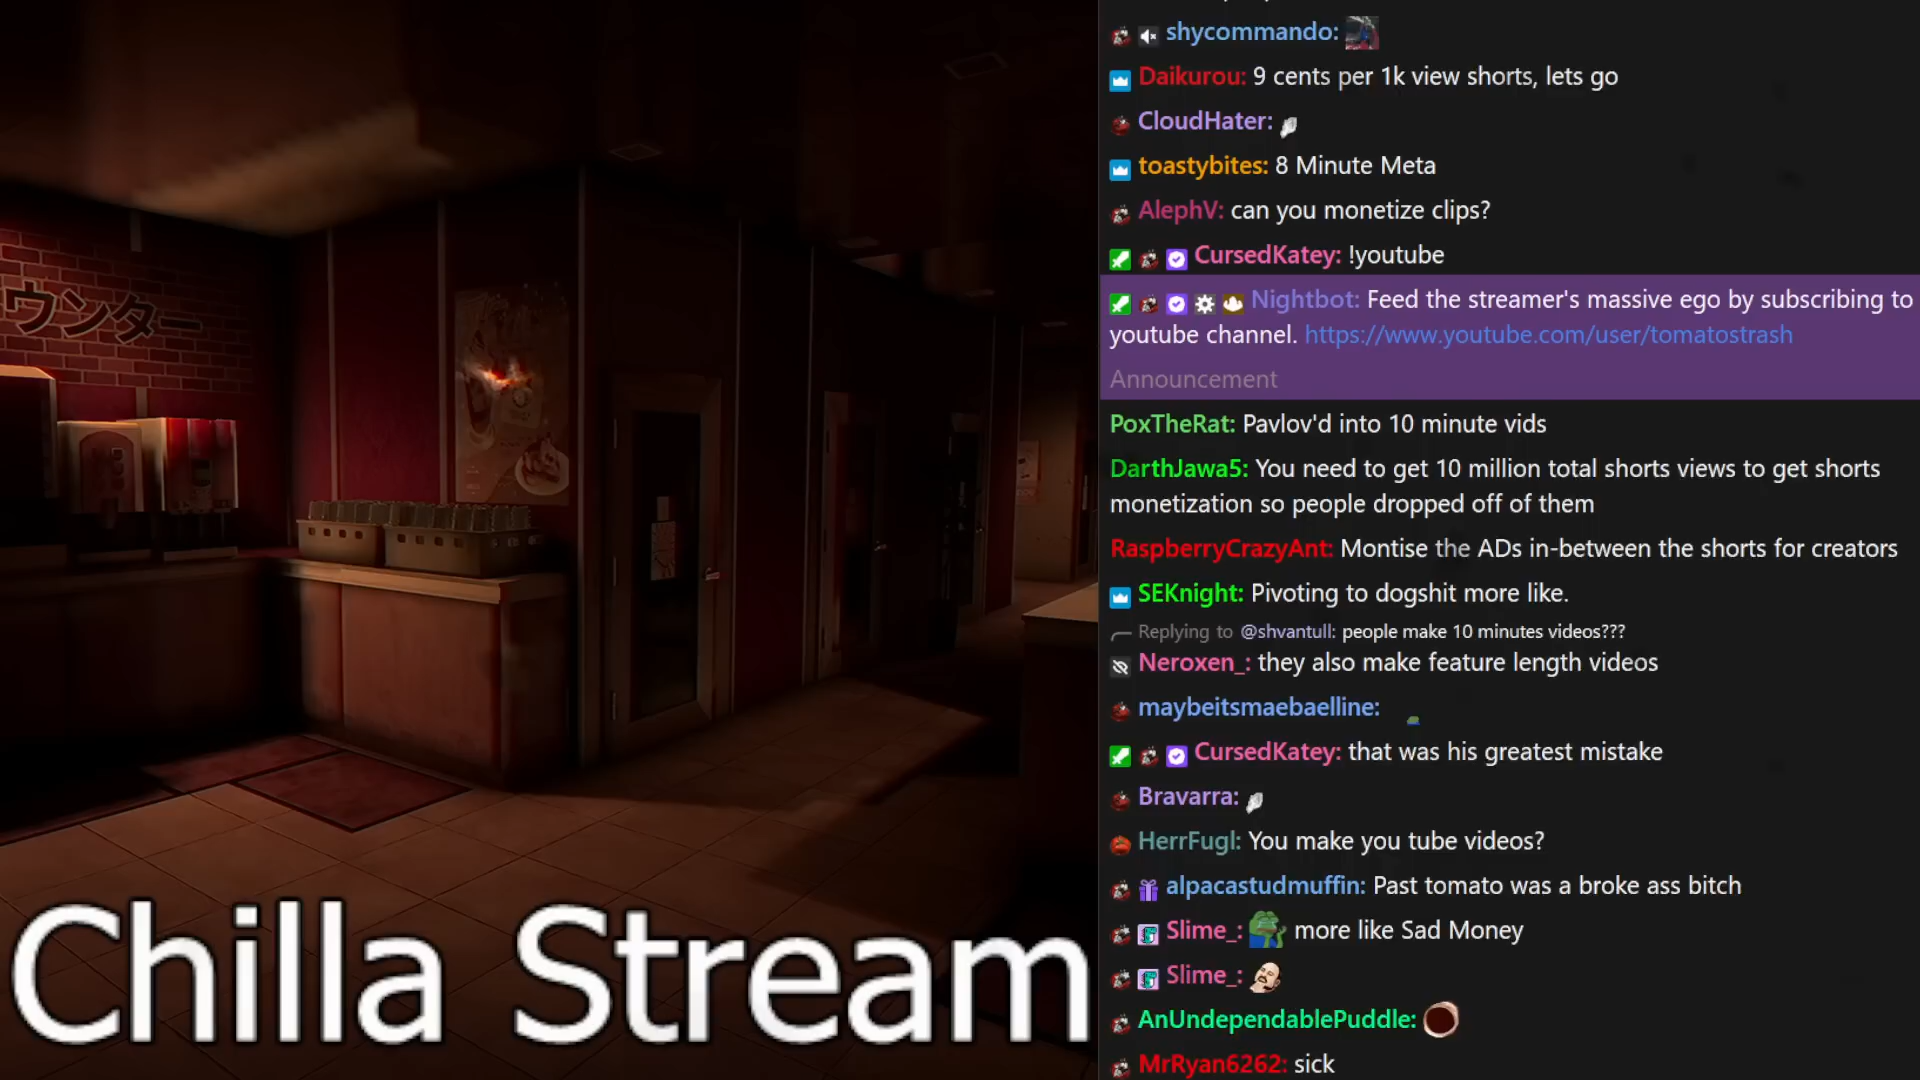 shycommando:
Daikurou: 9 cents per 1k view shorts, lets go
CloudHater:
toastybites: 8 Minute Meta
AlephV: can you monetize clips?
CursedKatey: !youtube
Nightbot: Feed the streamer's massive ego by subscribing to
youtube channel. https://www.youtube.com/user/tomatostrash
Announcement
PoxTheRat: Pavlov'd into 10 minute vids
DarthJawa5: You need to get 10 million total shorts views to get shorts
monetization so people dropped off of them
RaspberryCrazyAnt: Montise the ADs in-between the shorts for creators
SEKnight: Pivoting to dogshit more like.
Replying to @shvantull: people make 10 minutes videos???
Neroxen_: they also make feature length videos
maybeitsmaebaelline:
CursedKatey: that was his greatest mistake
Bravarra:
HerrFugl: You make you tube videos?
alpacastudmuffin: Past tomato was a broke ass bitch
Slime_: more like Sad Money
Slime_:
AnUndependablePuddle:
MrRyan6262: sick
ウンター
Chilla Stream